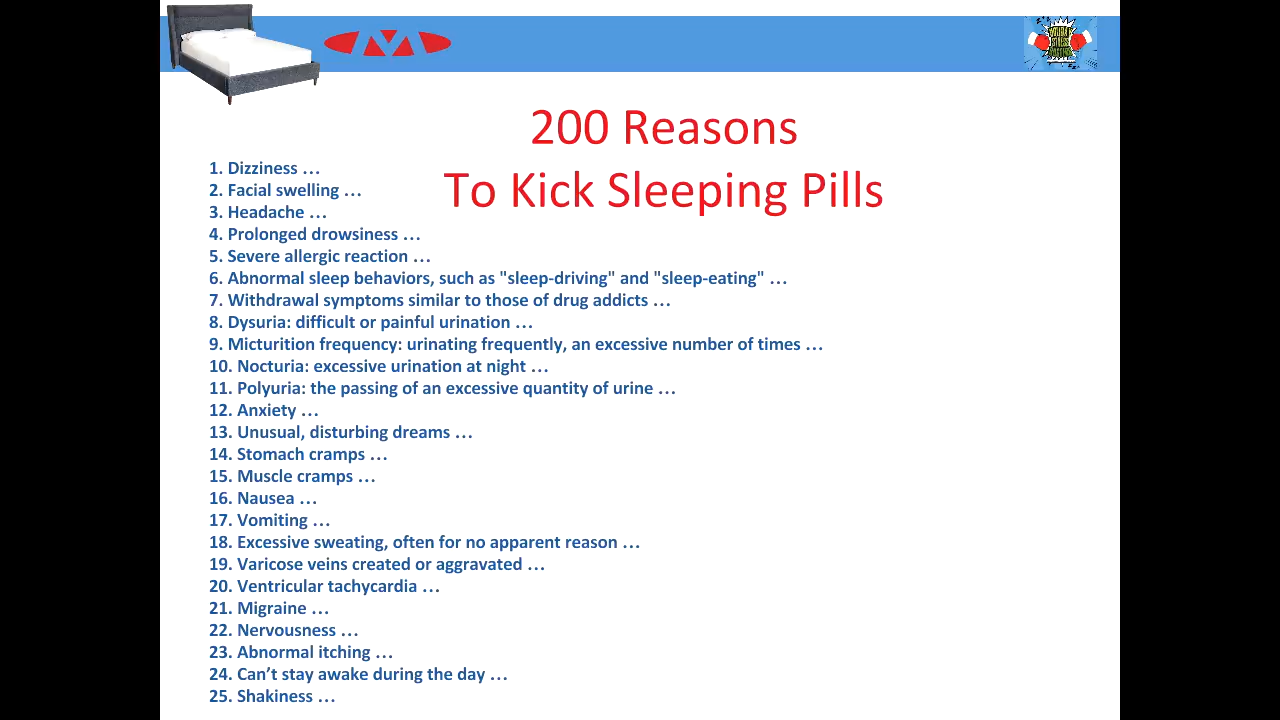 200 Reasons
To Kick Sleeping Pills
1. Dizziness …
2. Facial swelling …
3. Headache …
4. Prolonged drowsiness …
5. Severe allergic reaction …
6. Abnormal sleep behaviors, such as "sleep-driving" and "sleep-eating" …
7. Withdrawal symptoms similar to those of drug addicts …
8. Dysuria: difficult or painful urination …
9. Micturition frequency: urinating frequently, an excessive number of times …
10. Nocturia: excessive urination at night …
11. Polyuria: the passing of an excessive quantity of urine …
12. Anxiety …
13. Unusual, disturbing dreams …
14. Stomach cramps …
15. Muscle cramps …
16. Nausea …
17. Vomiting …
18. Excessive sweating, often for no apparent reason …
19. Varicose veins created or aggravated …
20. Ventricular tachycardia …
21. Migraine …
22. Nervousness …
23. Abnormal itching …
24. Can’t stay awake during the day …
25. Shakiness …